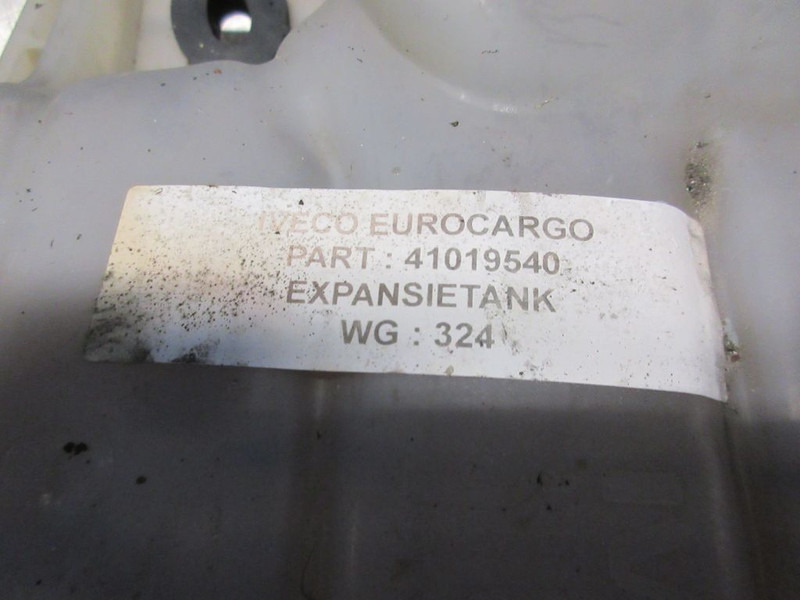 IVECO EUROCARGO
PART : 41019540
EXPANSIETANK
WG : 324